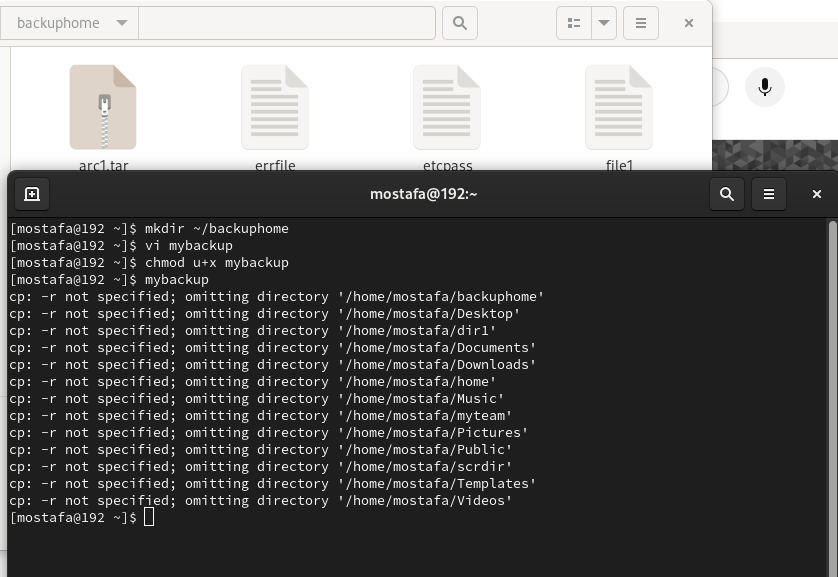 backuphome
arc1.tar
errfile
etcpass
file1
mostafa@192:~
[mostafa@192 ~]$ mkdir ~/backuphome
[mostafa@192 ~]$ vi mybackup
[mostafa@192 ~]$ chmod u+x mybackup
[mostafa@192 ~]$ mybackup
cp: -r not specified; omitting directory '/home/mostafa/backuphome'
cp: -r not specified; omitting directory '/home/mostafa/Desktop'
cp: -r not specified; omitting directory '/home/mostafa/dir1'
cp: -r not specified; omitting directory '/home/mostafa/Documents'
cp: -r not specified; omitting directory '/home/mostafa/Downloads'
cp: -r not specified; omitting directory '/home/mostafa/home'
cp: -r not specified; omitting directory '/home/mostafa/Music'
cp: -r not specified; omitting directory '/home/mostafa/myteam'
cp: -r not specified; omitting directory '/home/mostafa/Pictures'
cp: -r not specified; omitting directory '/home/mostafa/Public'
cp: -r not specified; omitting directory '/home/mostafa/scrdir'
cp: -r not specified; omitting directory '/home/mostafa/Templates'
cp: -r not specified; omitting directory '/home/mostafa/Videos'
[mostafa@192 ~]$